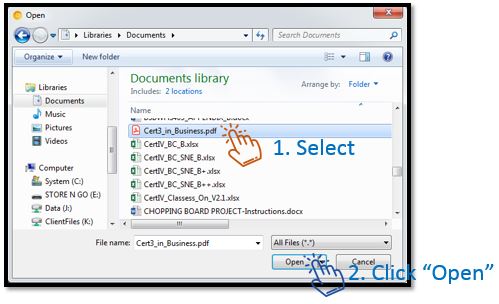 Open
Libraries
Documents
Search Documents
Organize
New folder
Libraries
Documents
Music
Pictures
Videos
Computer
System (C:)
STORE N GO (E:)
Data (J:)
ClientFiles (K:)
Documents library
Includes: 2 locations
Arrange by: Folder
Name
Cert3_in_Business.pdf
CertIV_BC_B.xlsx
CertIV_BC_SNE_B.xlsx
CertIV_BC_SNE_B+.xlsx
CertIV_BC_SNE_B++.xlsx
CertIV_Classess_On_V2.1.xlsx
CHOPPING BOARD PROJECT-Instructions.docx
1. Select
File name: Cert3_in_Business.pdf
All Files (*.*)
Open
Cancel
2. Click “Open”